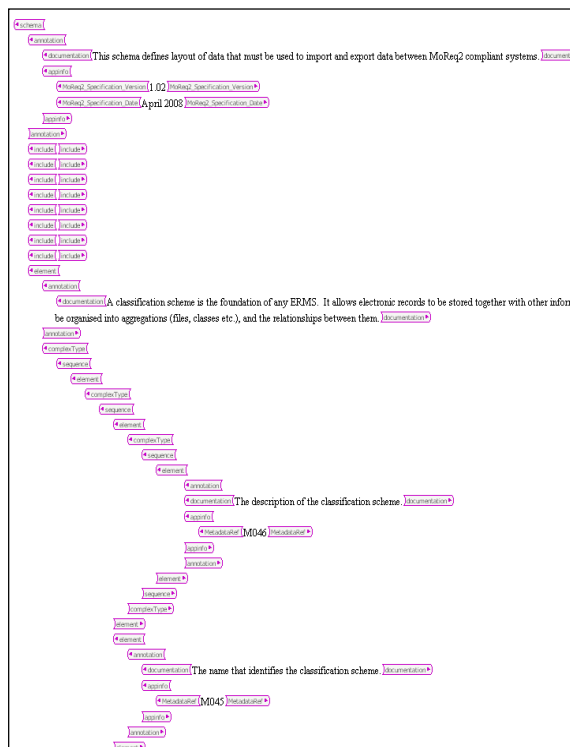 schema
annotation
documentation This schema defines layout of data that must be used to import and export data between MoReq2 compliant systems. document
appinfo
MoReq2_Specification_Version 1.02 MoReq2_Specification_Version
MoReq2_Specification_Date April 2008 MoReq2_Specification_Date
appinfo
annotation
include include
include include
include include
include include
include include
include include
include include
include include
element
annotation
documentation A classification scheme is the foundation of any ERMS. It allows electronic records to be stored together with other infor
be organised into aggregations (files, classes etc.), and the relationships between them. documentation
annotation
complexType
sequence
element
complexType
sequence
element
complexType
sequence
element
annotation
documentation The description of the classification scheme. documentation
appinfo
MetadataRef M046 MetadataRef
appinfo
annotation
element
sequence
complexType
element
element
annotation
documentation The name that identifies the classification scheme. documentation
appinfo
MetadataRef M045 MetadataRef
appinfo
annotation
element